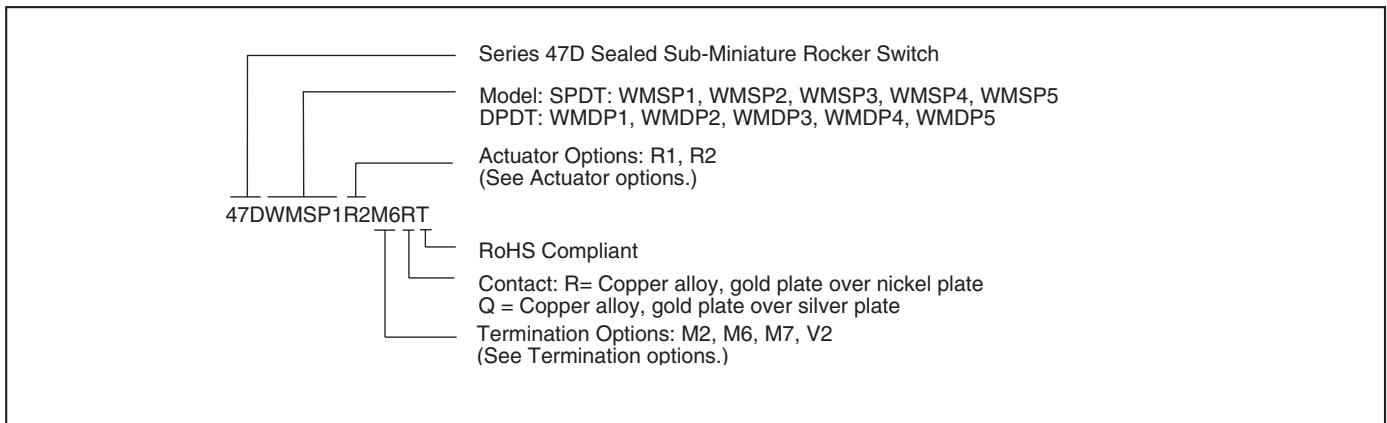 Series 47D Sealed Sub-Miniature Rocker Switch
Model: SPDT: WMSP1, WMSP2, WMSP3, WMSP4, WMSP5
DPDT: WMDP1, WMDP2, WMDP3, WMDP4, WMDP5
Actuator Options: R1, R2
(See Actuator options.)
47DWMSP1R2M6RT
RoHS Compliant
Contact: R= Copper alloy, gold plate over nickel plate
Q = Copper alloy, gold plate over silver plate
Termination Options: M2, M6, M7, V2
(See Termination options.)